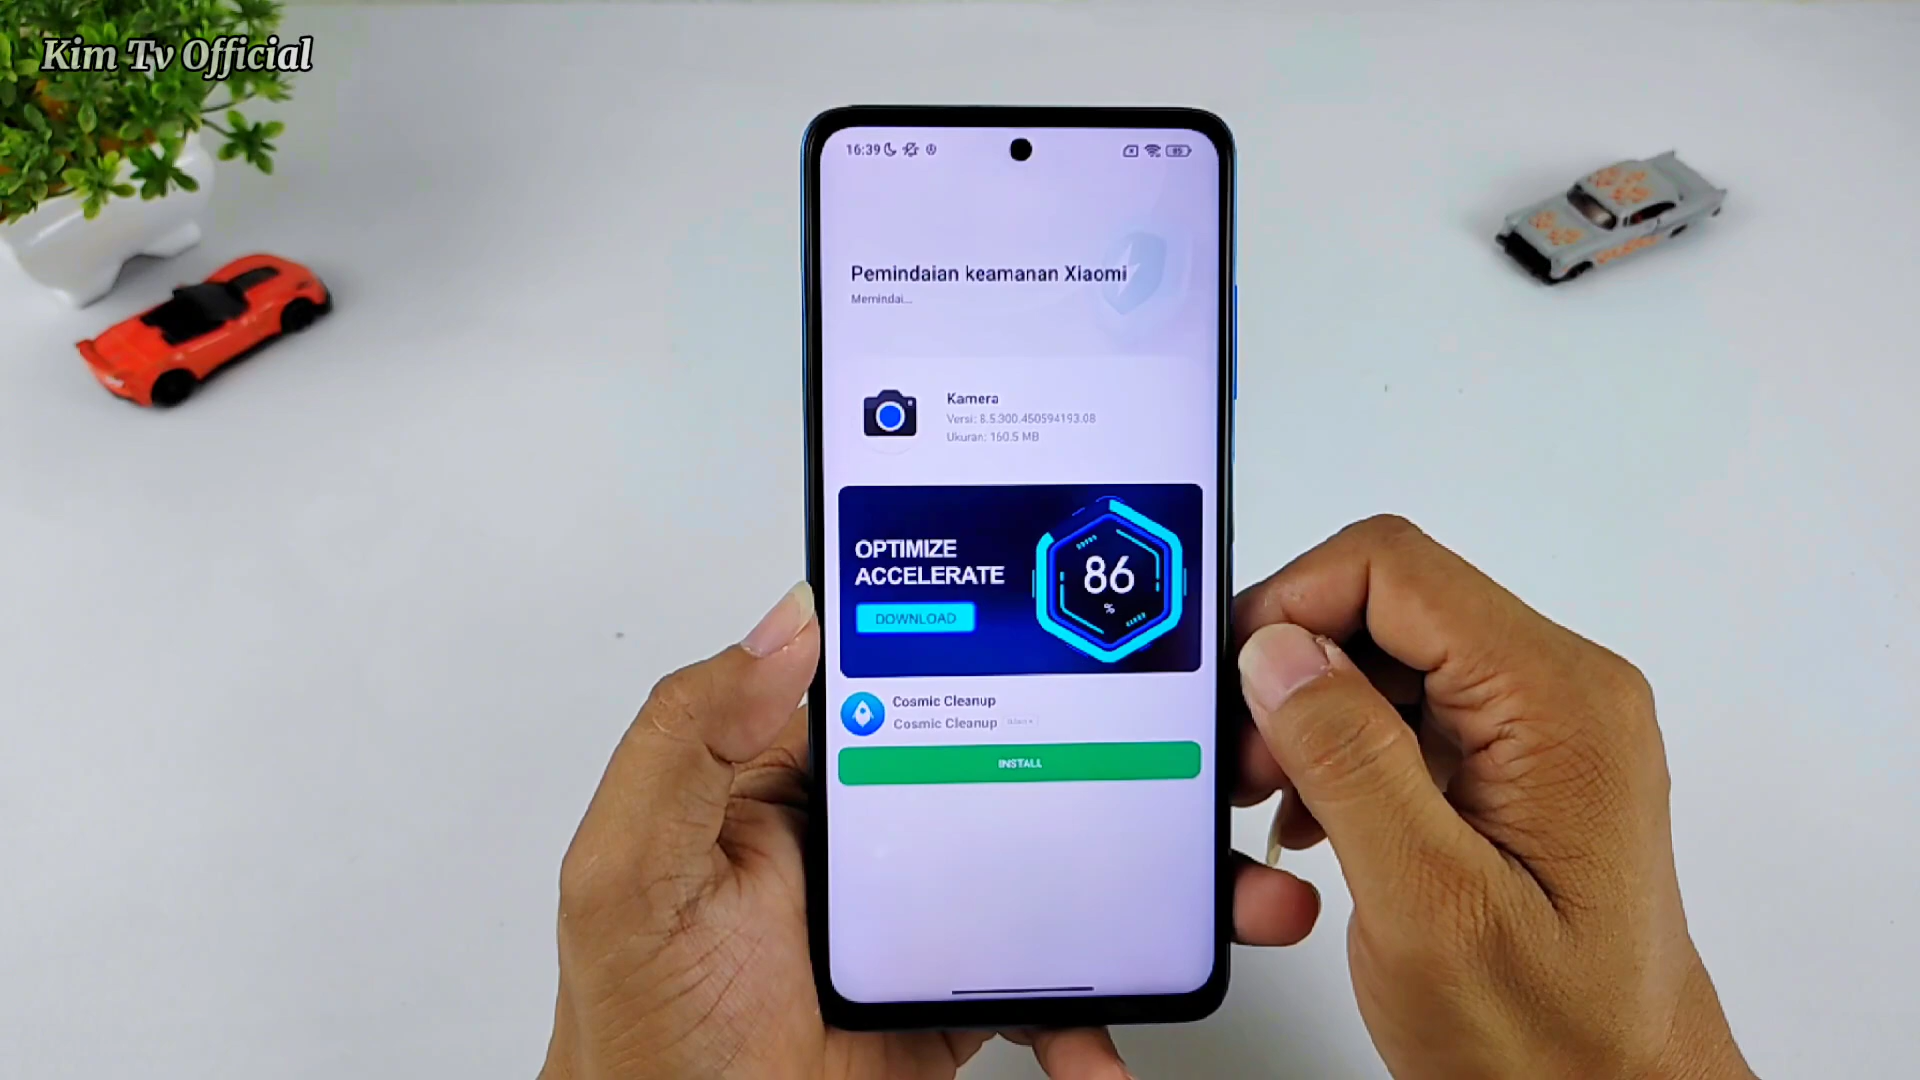 Kim Tv Official
16:39
85
Pemindaian keamanan Xiaomi
Memindai...
Kamera
Versi: 8.5.300.450594193.08
Ukuran: 160.5 MB
OPTIMIZE
ACCELERATE
DOWNLOAD
86
%
Cosmic Cleanup
Cosmic Cleanup
INSTALL